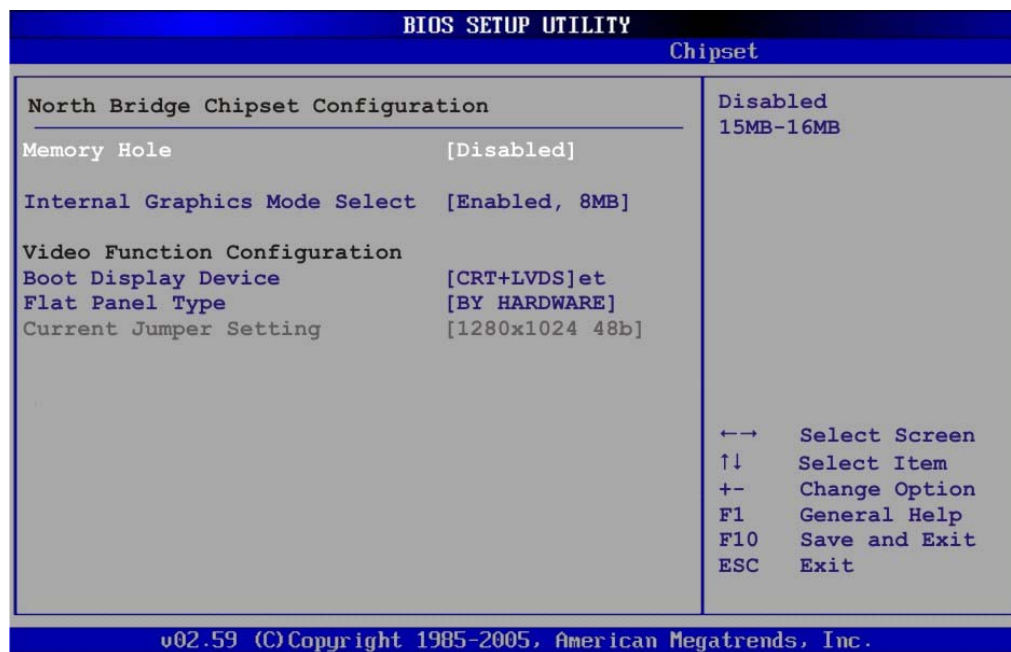 BIOS SETUP UTILITY
Chipset
North Bridge Chipset Configuration
Memory Hole [Disabled]
Internal Graphics Mode Select [Enabled, 8MB]
Video Function Configuration
Boot Display Device [CRT+LVDS]et
Flat Panel Type [BY HARDWARE]
Current Jumper Setting [1280x1024 48b]
Disabled
15MB-16MB
←→ Select Screen
↑↓ Select Item
+- Change Option
F1 General Help
F10 Save and Exit
ESC Exit
v02.59 (C)Copyright 1985-2005, American Megatrends, Inc.